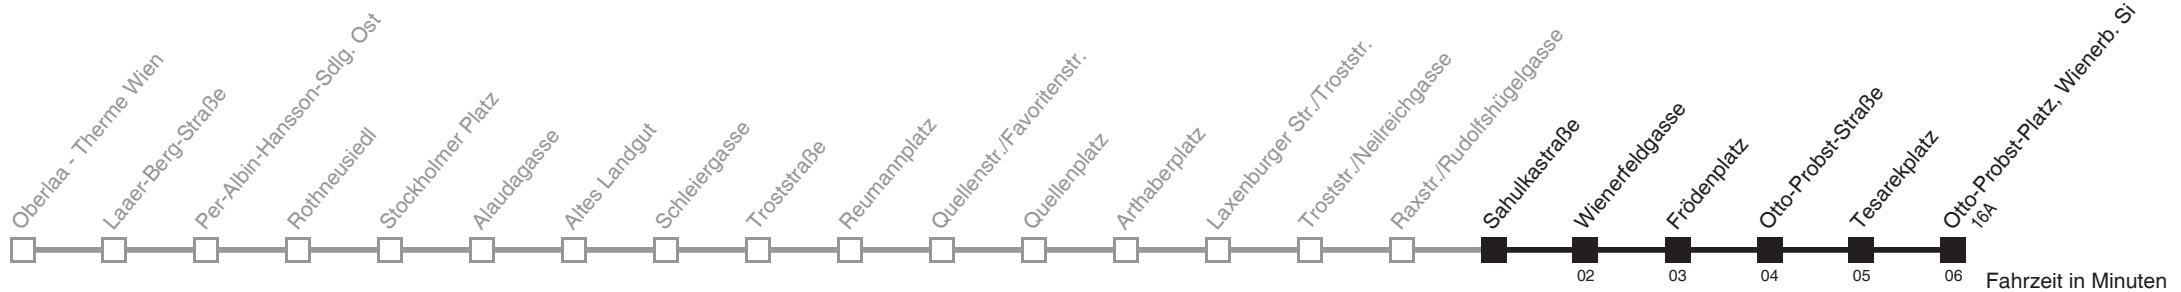 Oberlaa - Therme Wien
Laaer-Berg-Straße
Per-Albin-Hansson-Sdlg. Ost
Rothneusiedl
Stockholmer Platz
Alaudagasse
Altes Landgut
Schleiergasse
Troststraße
Reumannplatz
Quellenstr./Favoritenstr.
Quellenplatz
Arthaberplatz
Laxenburger Str./Troststr.
Troststr./Neilreichgasse
Raxstr./Rudolfshügelgasse
Sahulkastraße
Wienerfeldgasse
Frödenplatz
Otto-Probst-Straße
Tesarekplatz
Otto-Probst-Platz, Wienerb. Si
16A
02 03 04 05 06 Fahrzeit in Minuten